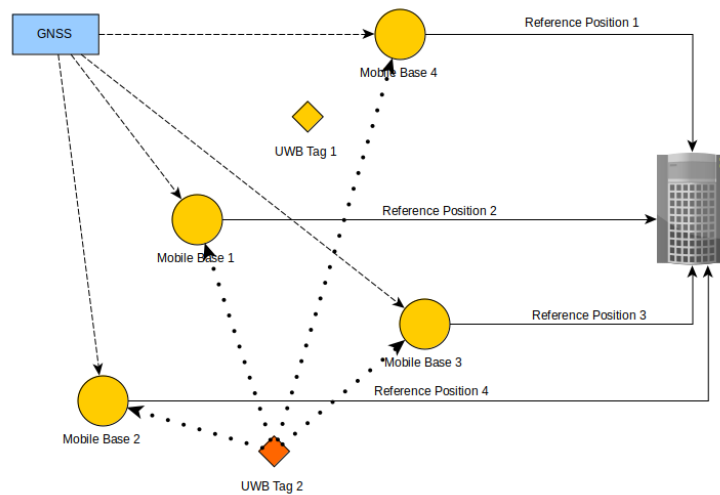 Reference Position 1
GNSS
Mobile Base 4
UWB Tag 1
Reference Position 2
Mobile Base 1
Reference Position 3
Mobile Base 3
Reference Position 4
Mobile Base 2
UWB Tag 2